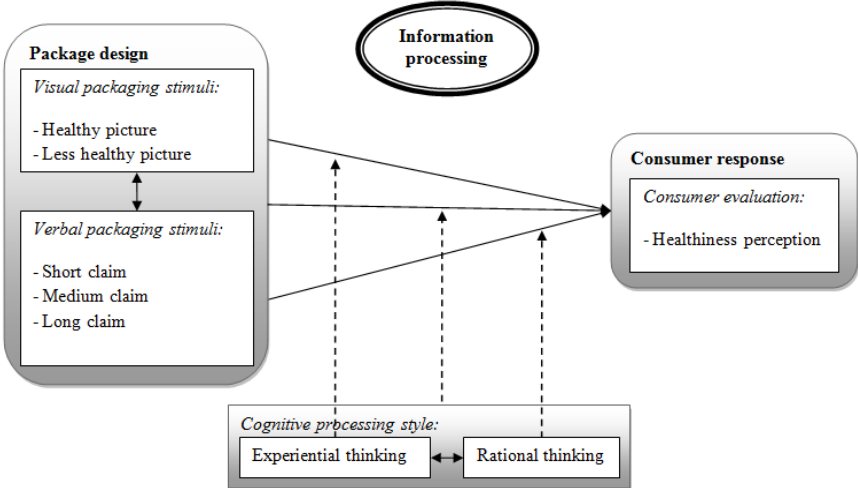 Information
processing
Package design
Visual packaging stimuli:
- Healthy picture
- Less healthy picture
Verbal packaging stimuli:
- Short claim
- Medium claim
- Long claim
Consumer response
Consumer evaluation:
- Healthiness perception
Cognitive processing style:
Experiential thinking
Rational thinking